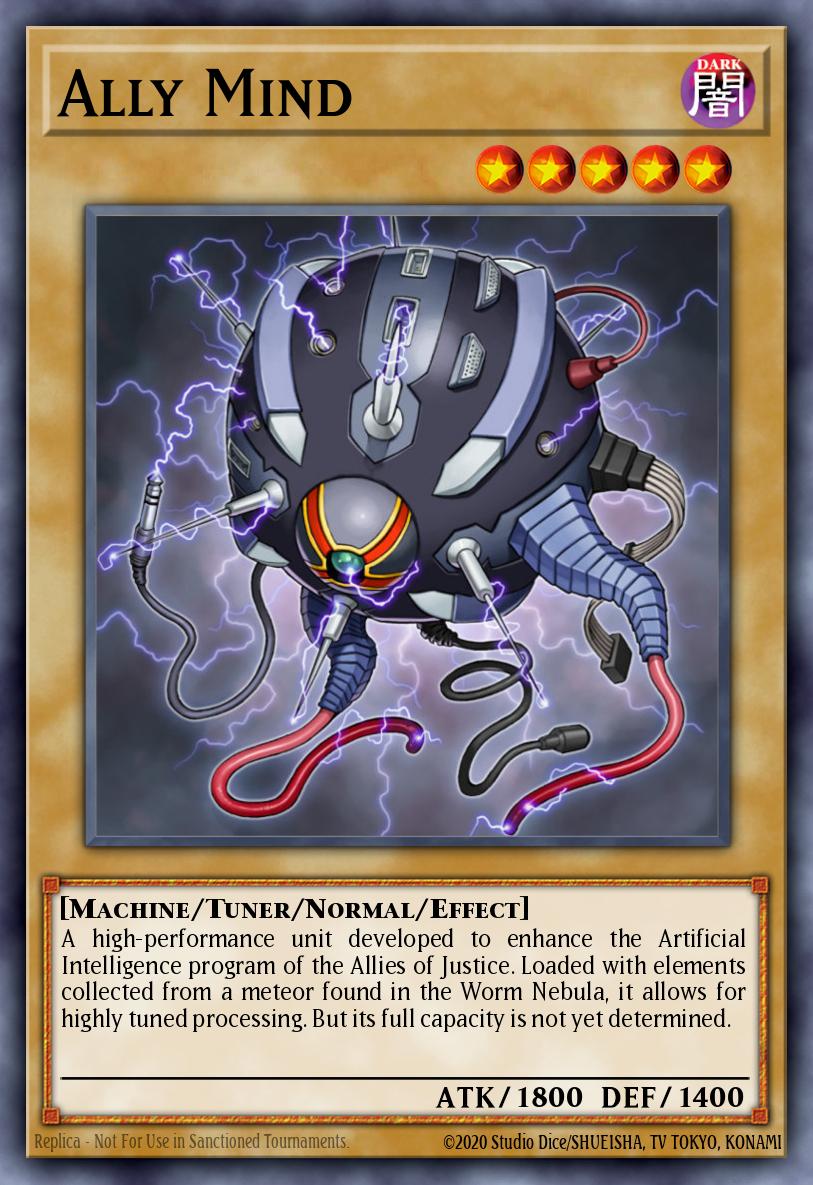 Ally Mind
DARK
闇
[Machine/Tuner/Normal/Effect]
A high-performance unit developed to enhance the Artificial
Intelligence program of the Allies of Justice. Loaded with elements
collected from a meteor found in the Worm Nebula, it allows for
highly tuned processing. But its full capacity is not yet determined.
ATK/1800 DEF/1400
Replica - Not For Use in Sanctioned Tournaments.
©2020 Studio Dice/SHUEISHA, TV TOKYO, KONAMI